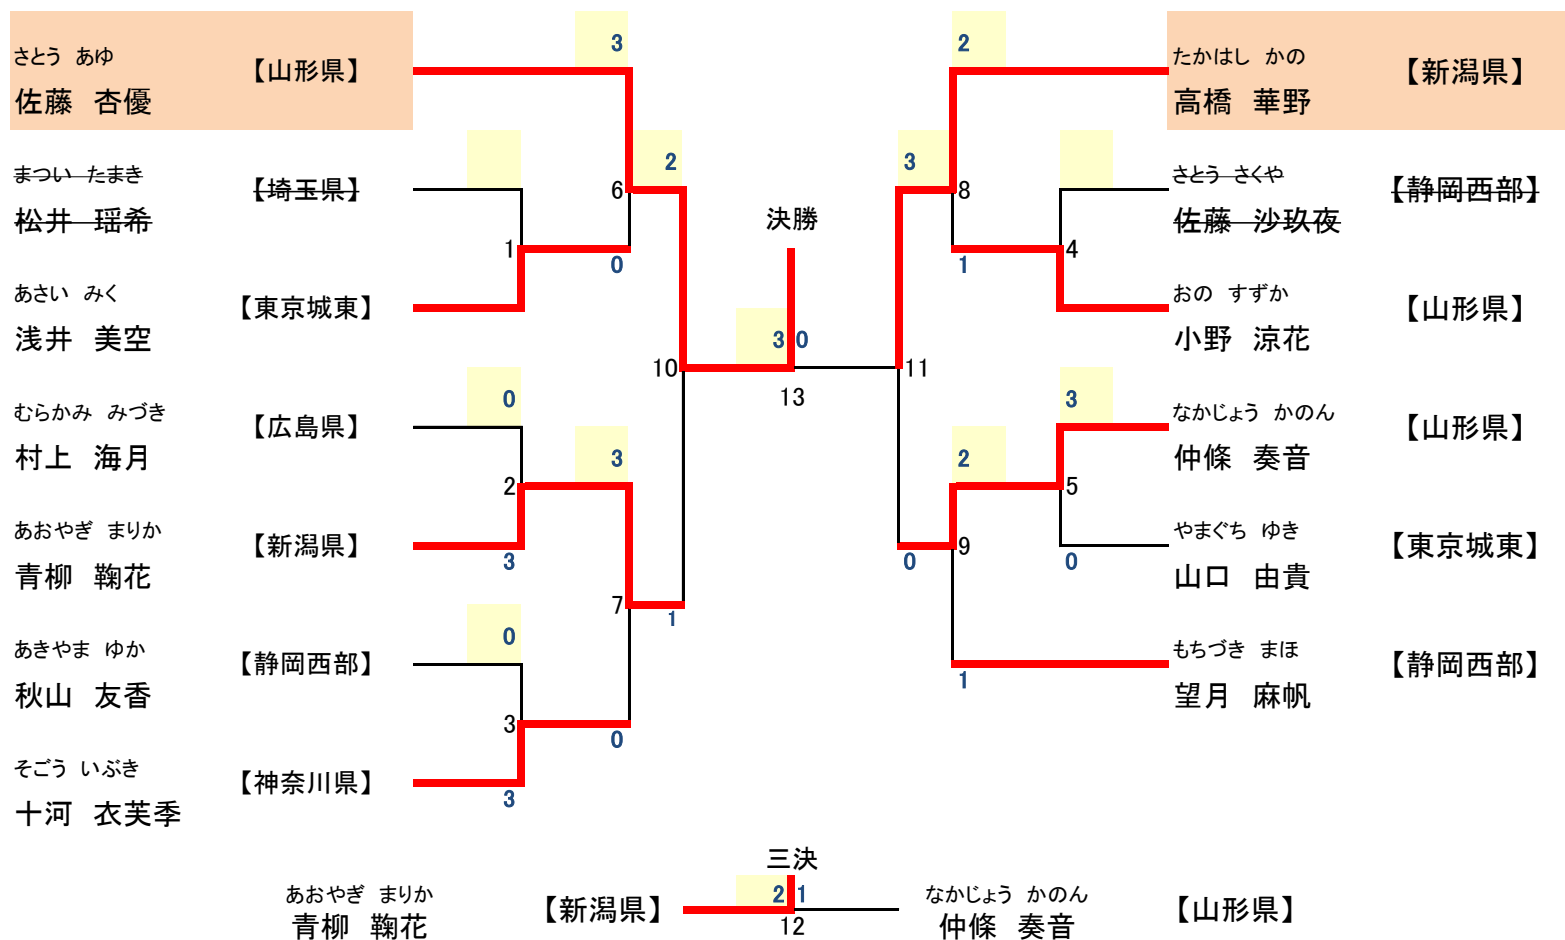 さとう あゆ
佐藤 杏優
【山形県】
3
まつい たまき
松井 瑶希
【埼玉県】
1
6
2
0
あさい みく
浅井 美空
【東京城東】
10
むらかみ みづき
村上 海月
【広島県】
0
2
3
あおやぎ まりか
青柳 鞠花
【新潟県】
3
7
1
あきやま ゆか
秋山 友香
【静岡西部】
0
3
0
そごう いぶき
十河 衣芙季
【神奈川県】
3
決勝
3 0
13
2
たかはし かの
高橋 華野
【新潟県】
3
8
さとう さくや
佐藤 沙玖夜
【静岡西部】
4
1
おの すずか
小野 涼花
【山形県】
11
3
なかじょう かのん
仲條 奏音
【山形県】
2
5
やまぐち ゆき
山口 由貴
【東京城東】
0
9
0
もちづき まほ
望月 麻帆
【静岡西部】
1
三決
あおやぎ まりか
青柳 鞠花
【新潟県】
2 1
12
なかじょう かのん
仲條 奏音
【山形県】